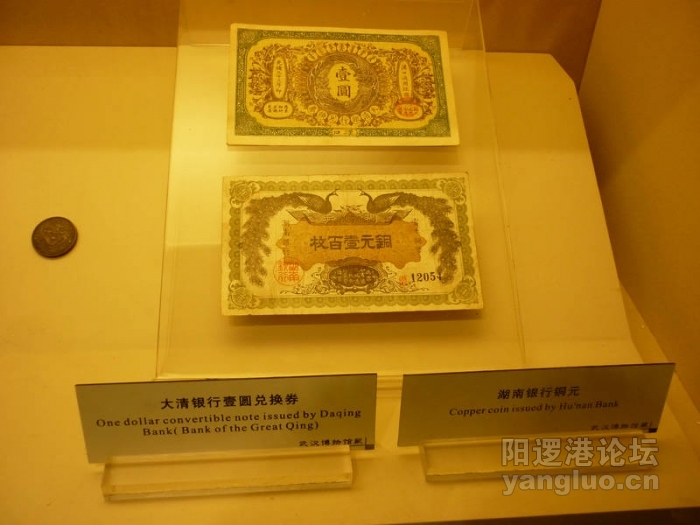 壹圓
枚百壹元銅
12054
大清银行壹圆兑换券
One dollar convertible note issued by Daqing
Bank( Bank of the Great Qing)
武汉博物馆藏
湖南银行铜元
Copper coin issued by Hu'nan Bank
武汉博物馆藏
阳逻港论坛
yangluo.cn